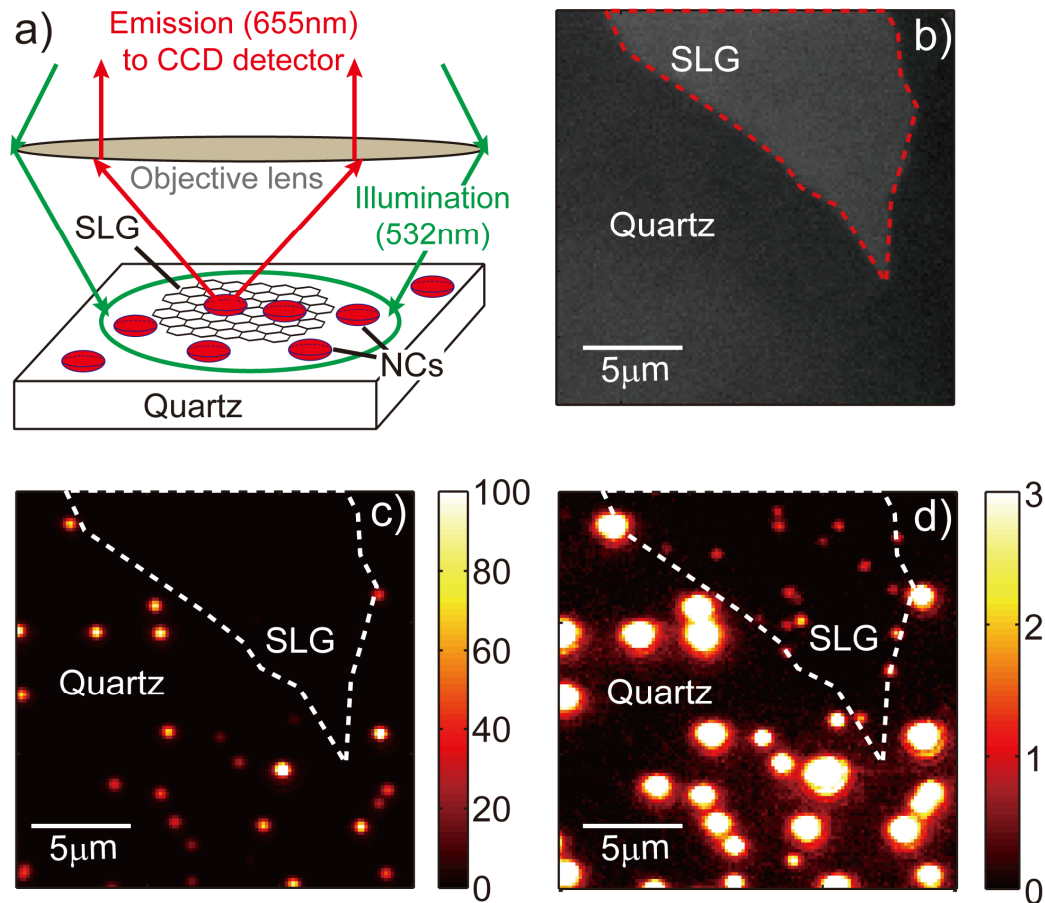 a)
Emission (655nm)
to CCD detector
Objective lens
Illumination
(532nm)
SLG
NCs
Quartz
b)
SLG
Quartz
5μm
c)
SLG
Quartz
5μm
100
80
60
40
20
0
d)
SLG
Quartz
5μm
3
2
1
0